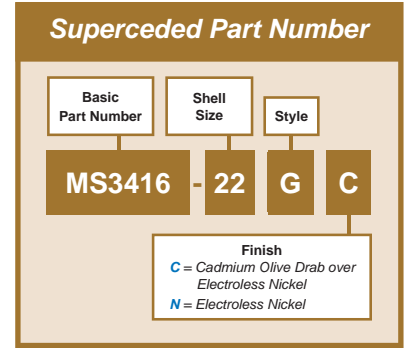 Superceded Part Number
Basic
Part Number
Shell
Size
Style
MS3416 - 22 G C
Finish
C = Cadmium Olive Drab over
Electroless Nickel
N = Electroless Nickel